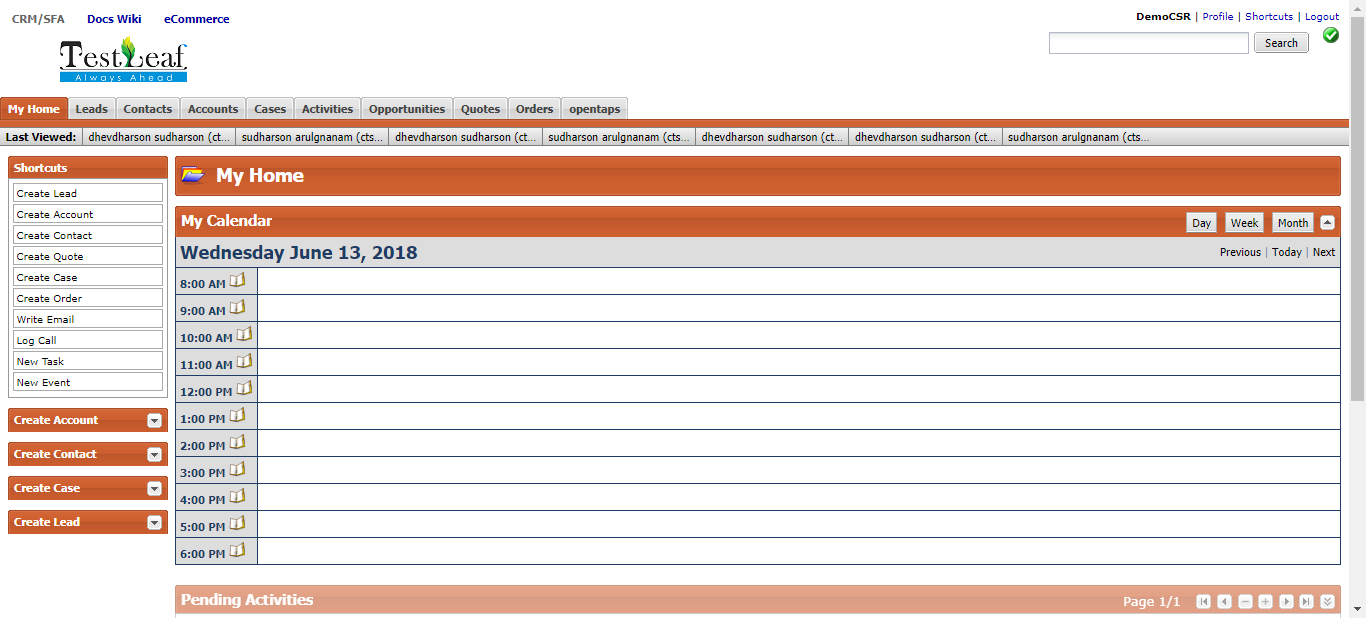 CRM/SFA Docs Wiki eCommerce
DemoCSR | Profile | Shortcuts | Logout
Search
TestLeaf
Always Ahead
My Home Leads Contacts Accounts Cases Activities Opportunities Quotes Orders opentaps
Last Viewed: dhevdharson sudharson (ct... sudharson arulgnanam (cts... dhevdharson sudharson (ct... sudharson arulgnanam (cts... dhevdharson sudharson (ct... dhevdharson sudharson (ct... sudharson arulgnanam (cts...
Shortcuts
Create Lead
Create Account
Create Contact
Create Quote
Create Case
Create Order
Write Email
Log Call
New Task
New Event
Create Account
Create Contact
Create Case
Create Lead
My Home
My Calendar Day Week Month
Wednesday June 13, 2018 Previous | Today | Next
8:00 AM
9:00 AM
10:00 AM
11:00 AM
12:00 PM
1:00 PM
2:00 PM
3:00 PM
4:00 PM
5:00 PM
6:00 PM
Pending Activities Page 1/1